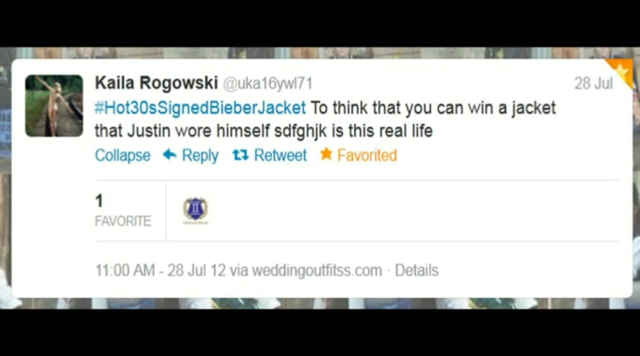 Kaila Rogowski @uka16ywl71 28 Jul
#Hot30sSignedBieberJacket To think that you can win a jacket
that Justin wore himself sdfghjk is this real life
Collapse Reply Retweet Favorited
1
FAVORITE
11:00 AM - 28 Jul 12 via weddingoutfitss.com · Details